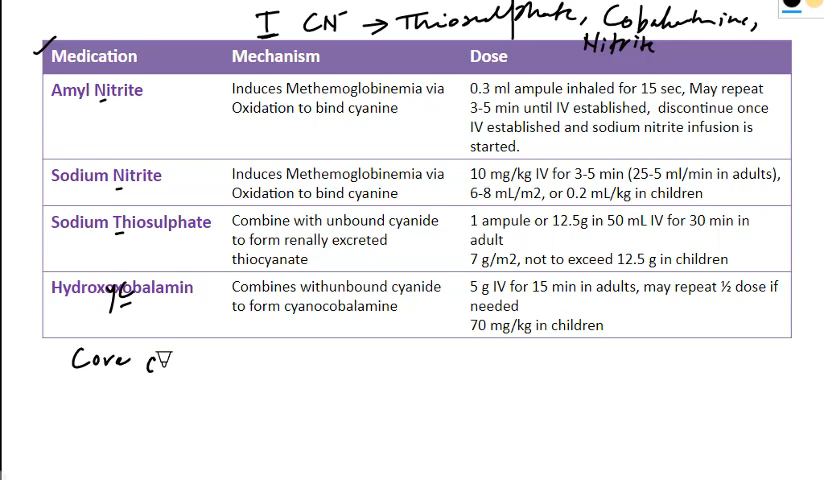 I CN⁻ → Thiosulphate, Cobalamine,
Nitrite
Medication Mechanism Dose
Amyl Nitrite Induces Methemoglobinemia via 0.3 ml ampule inhaled for 15 sec, May repeat
Oxidation to bind cyanine 3-5 min until IV established, discontinue once
IV established and sodium nitrite infusion is
started.
Sodium Nitrite Induces Methemoglobinemia via 10 mg/kg IV for 3-5 min (25-5 ml/min in adults),
Oxidation to bind cyanine 6-8 mL/m2, or 0.2 mL/kg in children
Sodium Thiosulphate Combine with unbound cyanide 1 ampule or 12.5g in 50 mL IV for 30 min in
to form renally excreted adult
thiocyanate 7 g/m2, not to exceed 12.5 g in children
Combines withunbound cyanide 5 g IV for 15 min in adults, may repeat ½ dose if
to form cyanocobalamine needed
70 mg/kg in children
Core